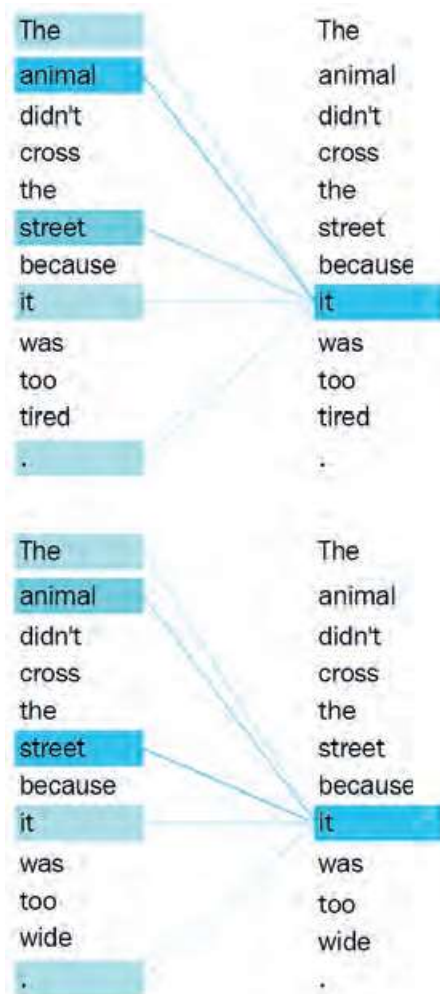 The The
animal animal
didn't didn't
cross cross
the the
street street
because because
it it
was was
too too
tired tired
. .
The The
animal animal
didn't didn't
cross cross
the the
street street
because because
it it
was was
too too
wide wide
. .